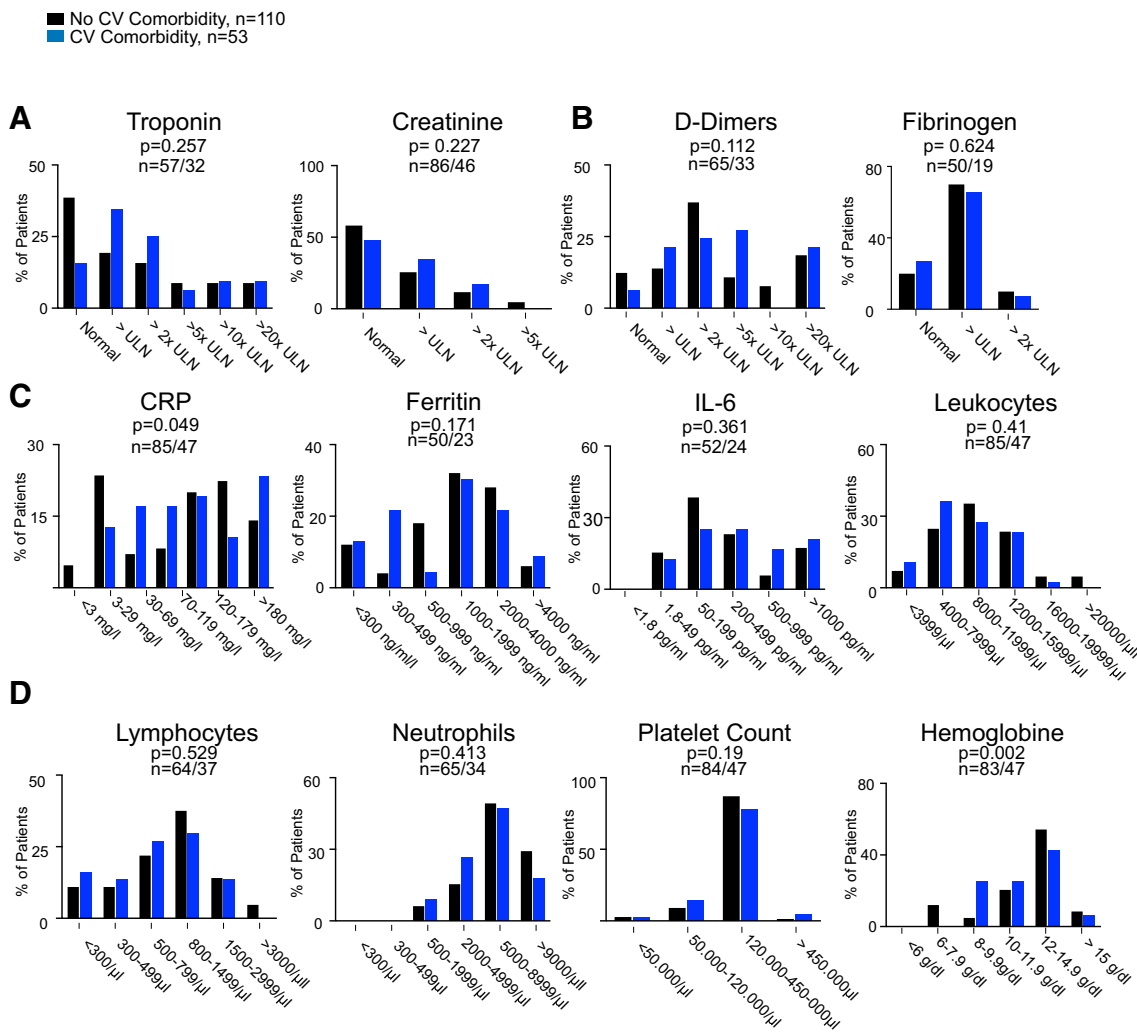 No CV Comorbidity, n=110
CV Comorbidity, n=53
A
Troponin
p=0.257
n=57/32
50
25
0
% of Patients
Normal
> ULN
> 2x ULN
>5x ULN
>10x ULN
>20x ULN
Creatinine
p= 0.227
n=86/46
100
50
0
% of Patients
Normal
> ULN
> 2x ULN
>5x ULN
B
D-Dimers
p=0.112
n=65/33
50
25
0
% of Patients
Normal
> ULN
> 2x ULN
>5x ULN
>10x ULN
>20x ULN
Fibrinogen
p= 0.624
n=50/19
80
40
0
% of Patients
Normal
> ULN
> 2x ULN
C
CRP
p=0.049
n=85/47
30
15
0
% of Patients
<3 mg/l
3-29 mg/l
30-69 mg/l
70-119 mg/l
120-179 mg/l
>180 mg/l
Ferritin
p=0.171
n=50/23
40
20
0
% of Patients
<300 ng/ml/l
300-499 ng/ml
500-999 ng/ml
1000-1999 ng/ml
2000-4000 ng/ml
>4000 ng/ml
IL-6
p=0.361
n=52/24
60
30
0
% of Patients
<1.8 pg/ml
1.8-49 pg/ml
50-199 pg/ml
200-499 pg/ml
500-999 pg/ml
>1000 pg/ml
Leukocytes
p= 0.41
n=85/47
60
30
0
% of Patients
<3999/µl
4000-7999µl
8000-11999/µl
12000-15999/µl
16000-19999/µl
>20000/µll
D
Lymphocytes
p=0.529
n=64/37
50
25
0
% of Patients
<300/µl
300-499µl
500-799/µl
800-1499/µl
1500-2999/µl
>3000/µl
Neutrophils
p=0.413
n=65/34
60
30
0
% of Patients
<300/µl
300-499µl
500-1999/µl
2000-4999/µl
5000-8999/µl
>9000/µll
Platelet Count
p=0.19
n=84/47
100
50
0
% of Patients
<50.000/µl
50.000-120.000/µl
120.000-450-000µl
> 450.000µl
Hemoglobine
p=0.002
n=83/47
80
40
0
% of Patients
<6 g/dl
6-7.9 g/dl
8-9.9g/dl
10-11.9 g/dl
12-14.9 g/dl
> 15 g/dl